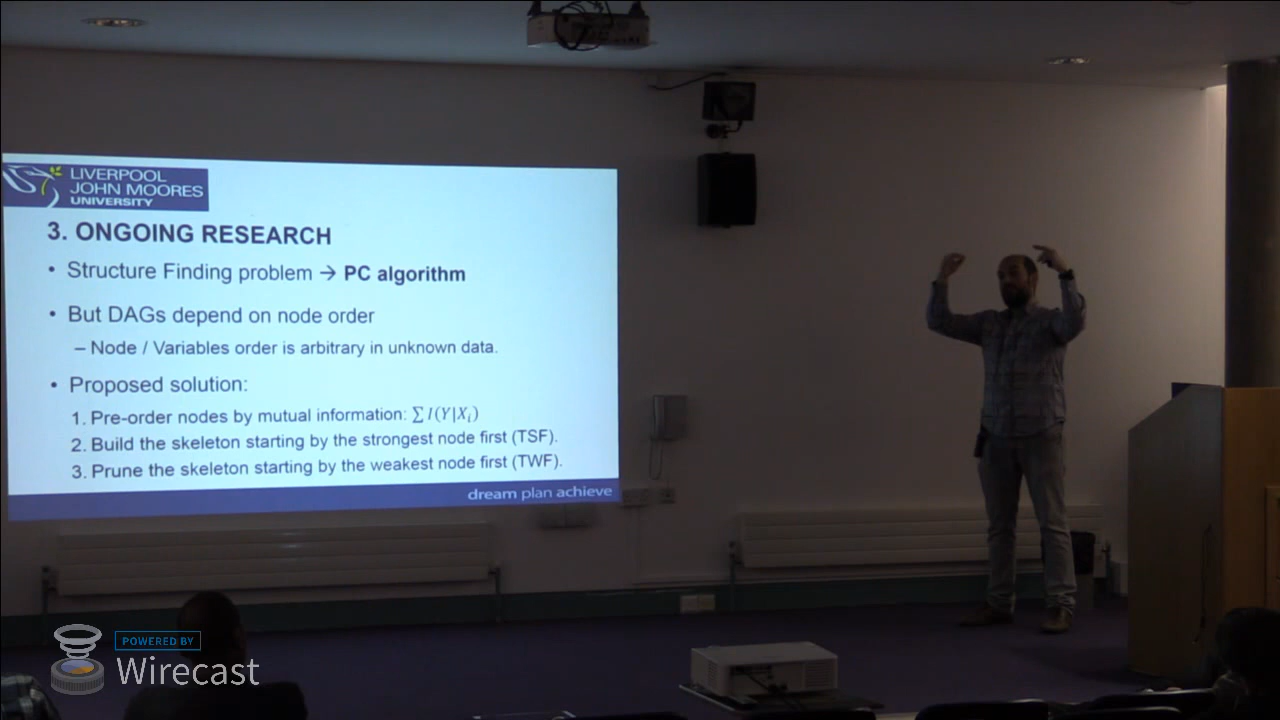 LIVERPOOL
JOHN MOORES
UNIVERSITY
3. ONGOING RESEARCH
• Structure Finding problem → PC algorithm
• But DAGs depend on node order
– Node / Variables order is arbitrary in unknown data.
• Proposed solution:
1. Pre-order nodes by mutual information: ∑ I(Y|Xᵢ)
2. Build the skeleton starting by the strongest node first (TSF).
3. Prune the skeleton starting by the weakest node first (TWF).
dream plan achieve
POWERED BY
Wirecast